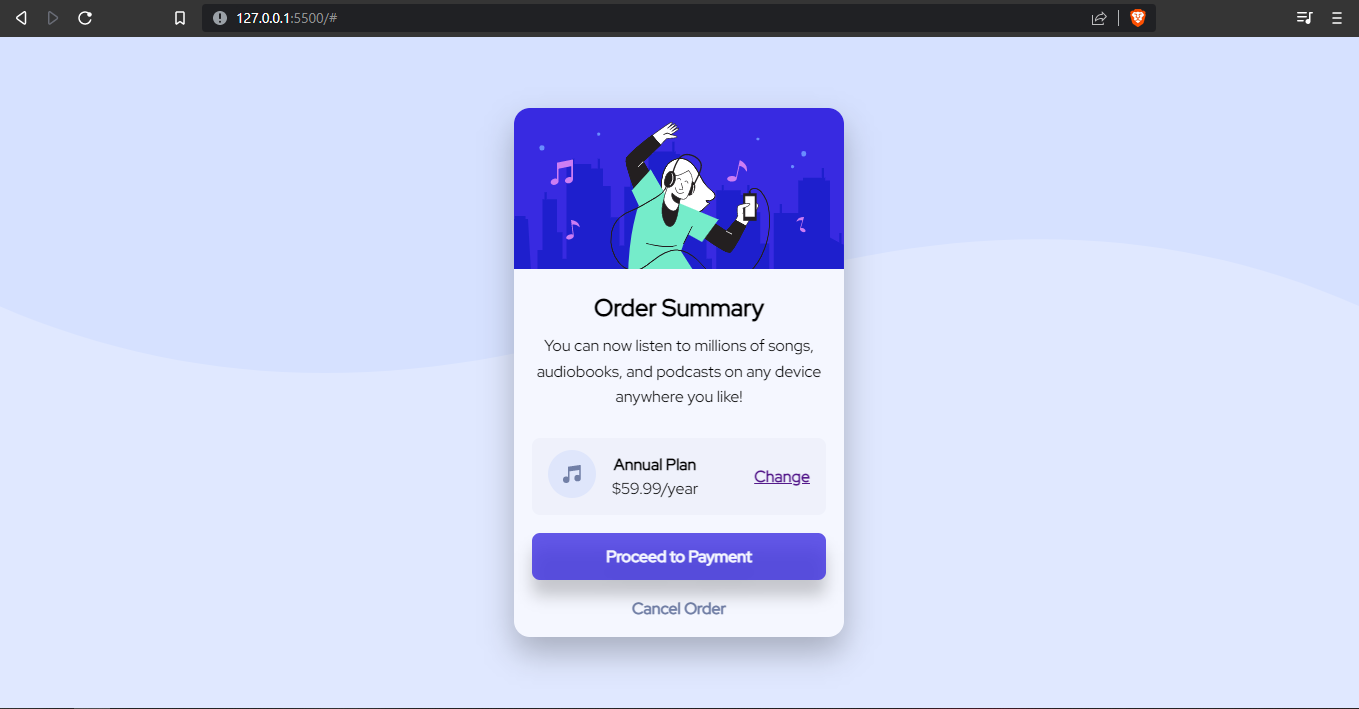 127.0.0.1:5500/#
Order Summary
You can now listen to millions of songs,
audiobooks, and podcasts on any device
anywhere you like!
Annual Plan
$59.99/year
Change
Proceed to Payment
Cancel Order